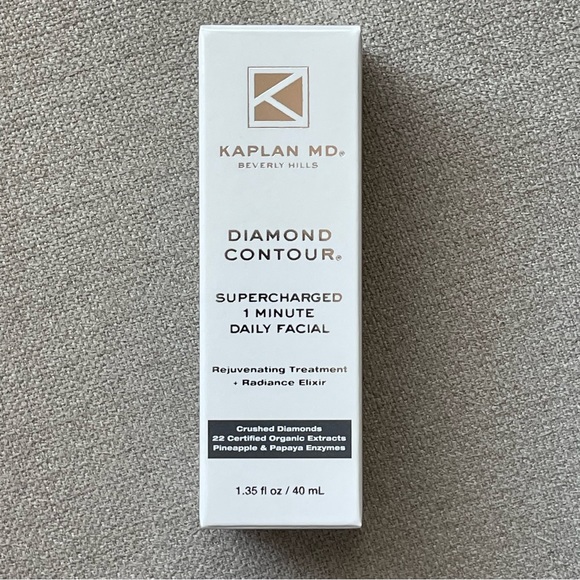 KAPLAN MD®
BEVERLY HILLS
DIAMOND
CONTOUR®
SUPERCHARGED
1 MINUTE
DAILY FACIAL
Rejuvenating Treatment
+ Radiance Elixir
Crushed Diamonds
22 Certified Organic Extracts
Pineapple & Papaya Enzymes
1.35 fl oz / 40 mL